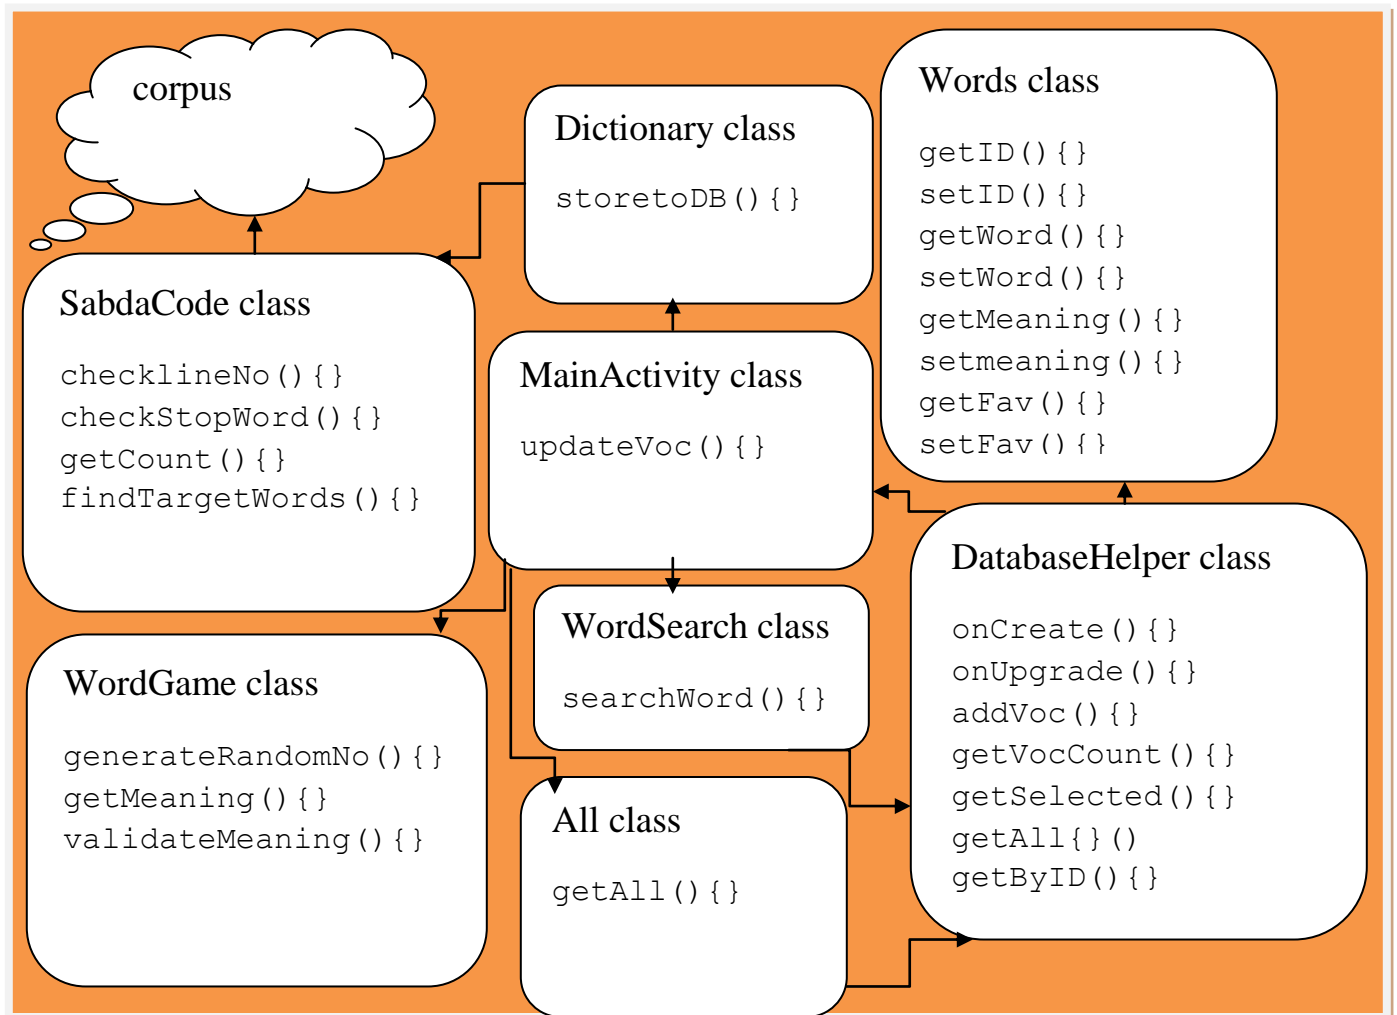 corpus
Dictionary class
storetoDB(){}
Words class
getID(){}
setID(){}
getWord(){}
setWord(){}
getMeaning(){}
setmeaning(){}
getFav(){}
setFav(){}
SabdaCode class
checklineNo(){}
checkStopWord(){}
getCount(){}
findTargetWords(){}
MainActivity class
updateVoc(){}
WordSearch class
searchWord(){}
DatabaseHelper class
onCreate(){}
onUpgrade(){}
addVoc(){}
getVocCount(){}
getSelected(){}
getAll{}()
getByID(){}
WordGame class
generateRandomNo(){}
getMeaning(){}
validateMeaning(){}
All class
getAll(){}